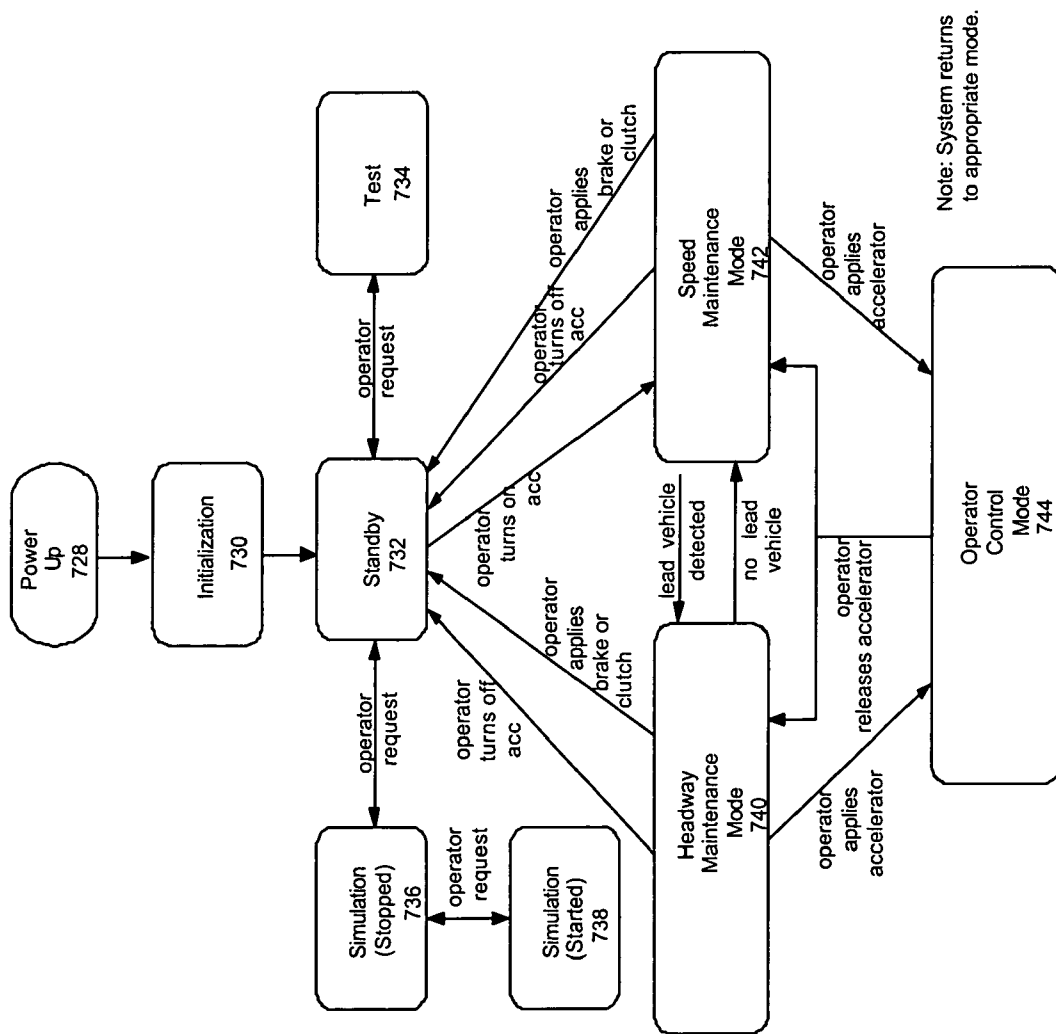 Power
Up
728
Initialization
730
Simulation
(Stopped)
736
operator
request
Standby
732
operator
request
Test
734
operator
request
Simulation
(Started)
738
operator
turns off
acc
operator
applies
brake or
clutch
operator
turns on
acc
operator
turns off
acc
operator
applies
brake or
clutch
Headway
Maintenance
Mode
740
lead vehicle
detected
no lead
vehicle
Speed
Maintenance
Mode
742
operator
applies
accelerator
operator
releases accelerator
operator
applies
accelerator
Operator
Control
Mode
744
Note: System returns
to appropriate mode.